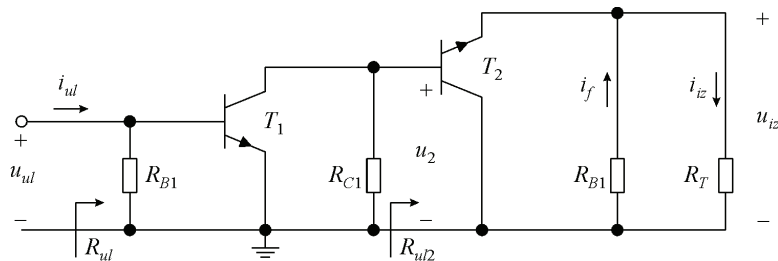 i_ul
+
u_ul
−
R_B1
R_ul
T_1
R_C1
+
u_2
−
R_ul2
T_2
i_f
R_B1
i_iz
R_T
+
u_iz
−